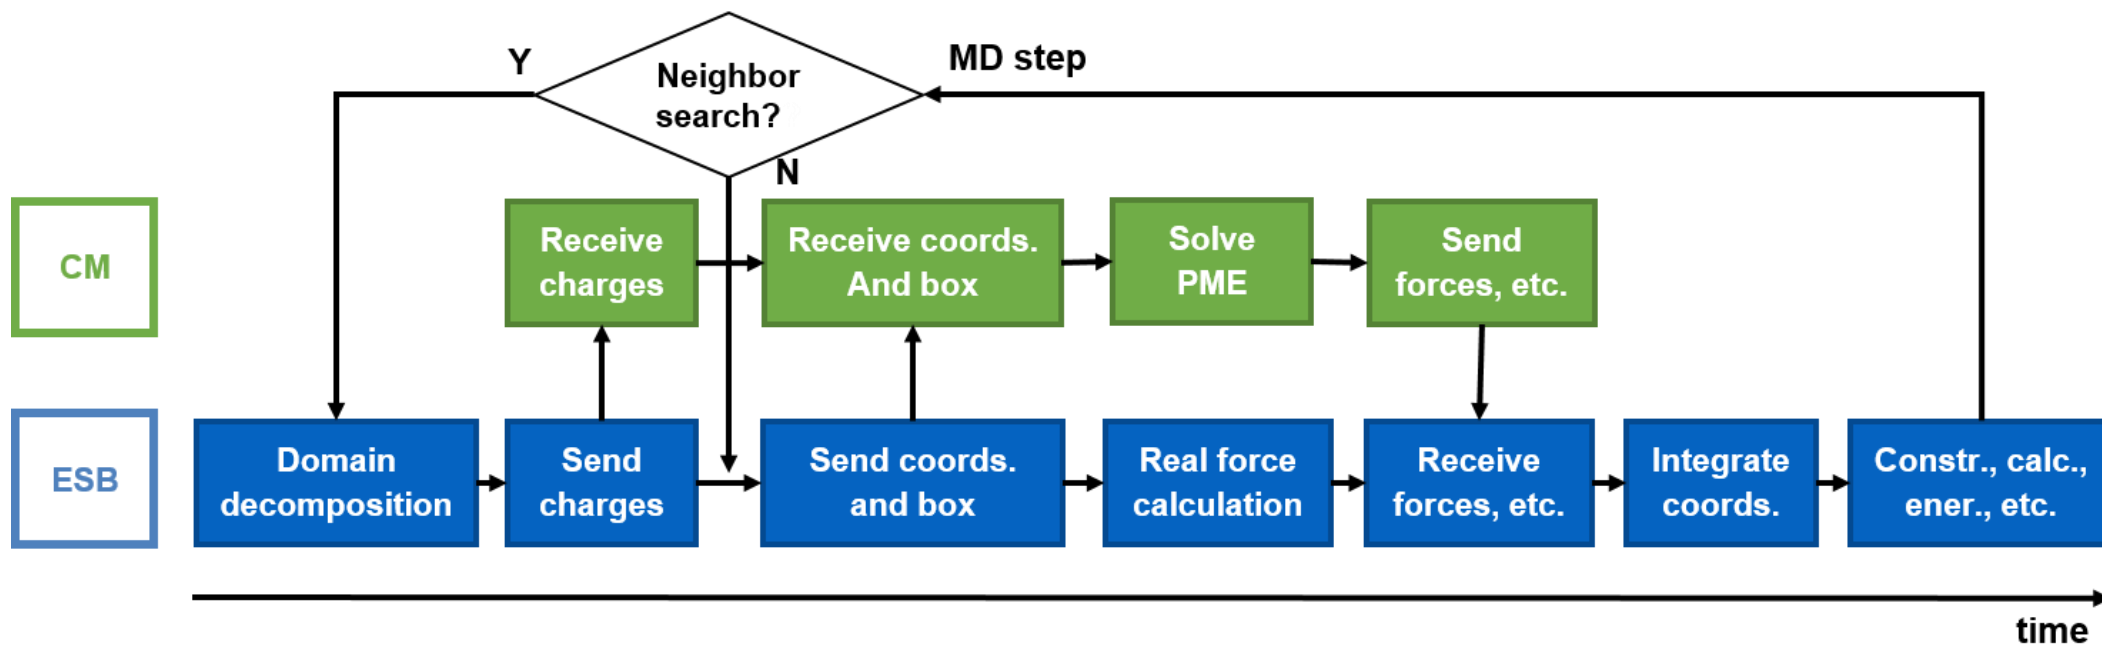 Y
Neighbor
search?
MD step
N
CM
Receive
charges
Receive coords.
And box
Solve
PME
Send
forces, etc.
ESB
Domain
decomposition
Send
charges
Send coords.
and box
Real force
calculation
Receive
forces, etc.
Integrate
coords.
Constr., calc.,
ener., etc.
time